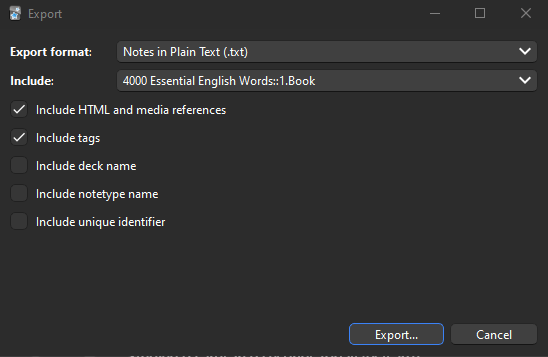 Export
Export format: Notes in Plain Text (.txt)
Include: 4000 Essential English Words::1.Book
Include HTML and media references
Include tags
Include deck name
Include notetype name
Include unique identifier
Export... Cancel